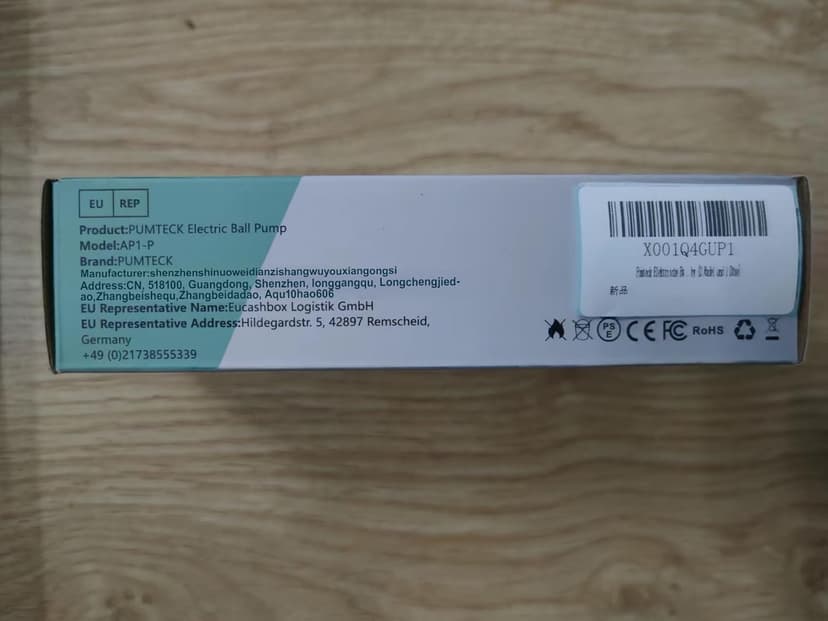 EU REP
Product:PUMTECK Electric Ball Pump
Model:AP1-P
Brand:PUMTECK
Manufacturer:shenzhenshinuoweidianzishangwuyouxiangongsi
Address:CN, 518100, Guangdong, Shenzhen, longgangqu, Longchengjied-
ao,Zhangbeishequ,Zhangbeidadao, Aqu10hao606
EU Representative Name:Eucashbox Logistik GmbH
EU Representative Address:Hildegardstr. 5, 42897 Remscheid,
Germany
+49 (0)21738555339
X001Q4GUP1
新品
PS E CE FC RoHS